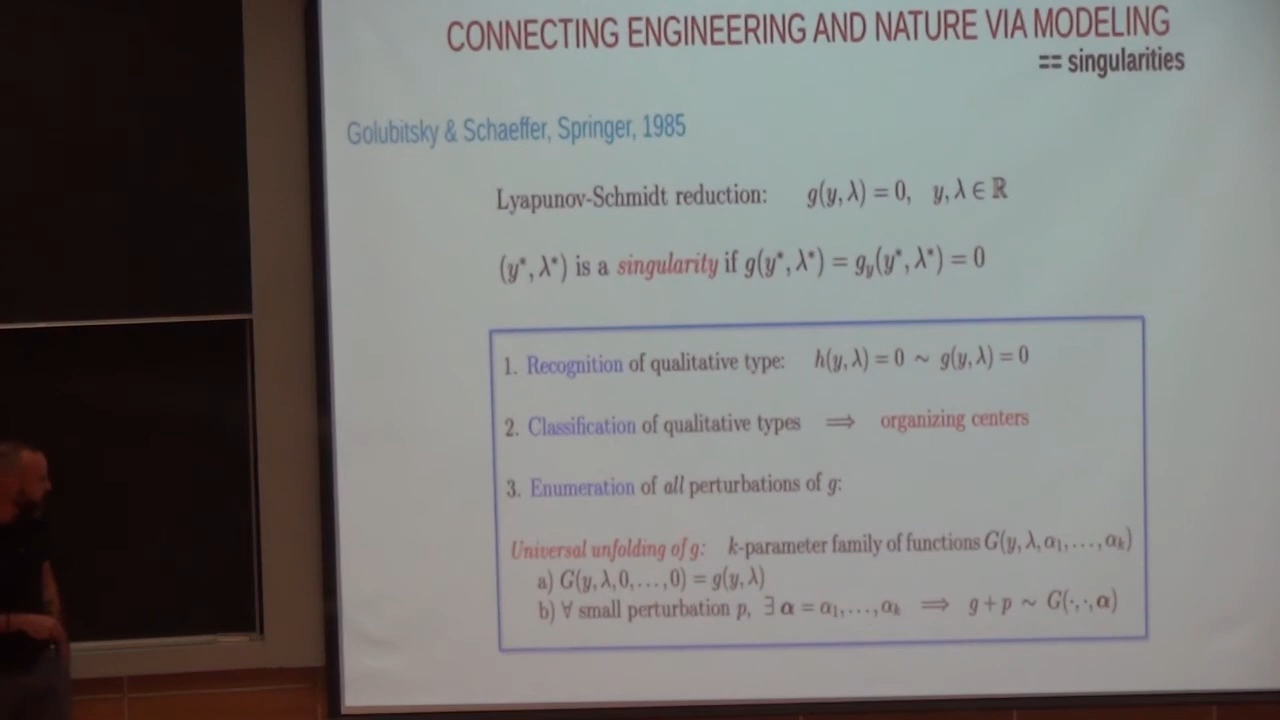 CONNECTING ENGINEERING AND NATURE VIA MODELING
== singularities
Golubitsky & Schaeffer, Springer, 1985
Lyapunov-Schmidt reduction: g(y, λ) = 0, y, λ ∈ ℝ
(y*, λ*) is a singularity if g(y*, λ*) = g_y(y*, λ*) = 0
1. Recognition of qualitative type: h(y, λ) = 0 ~ g(y, λ) = 0
2. Classification of qualitative types ⟹ organizing centers
3. Enumeration of all perturbations of g:
Universal unfolding of g: k-parameter family of functions G(y, λ, α₁, …, αₖ)
a) G(y, λ, 0, …, 0) = g(y, λ)
b) ∀ small perturbation p, ∃ α = α₁, …, αₖ ⟹ g + p ~ G(·, ·, α)